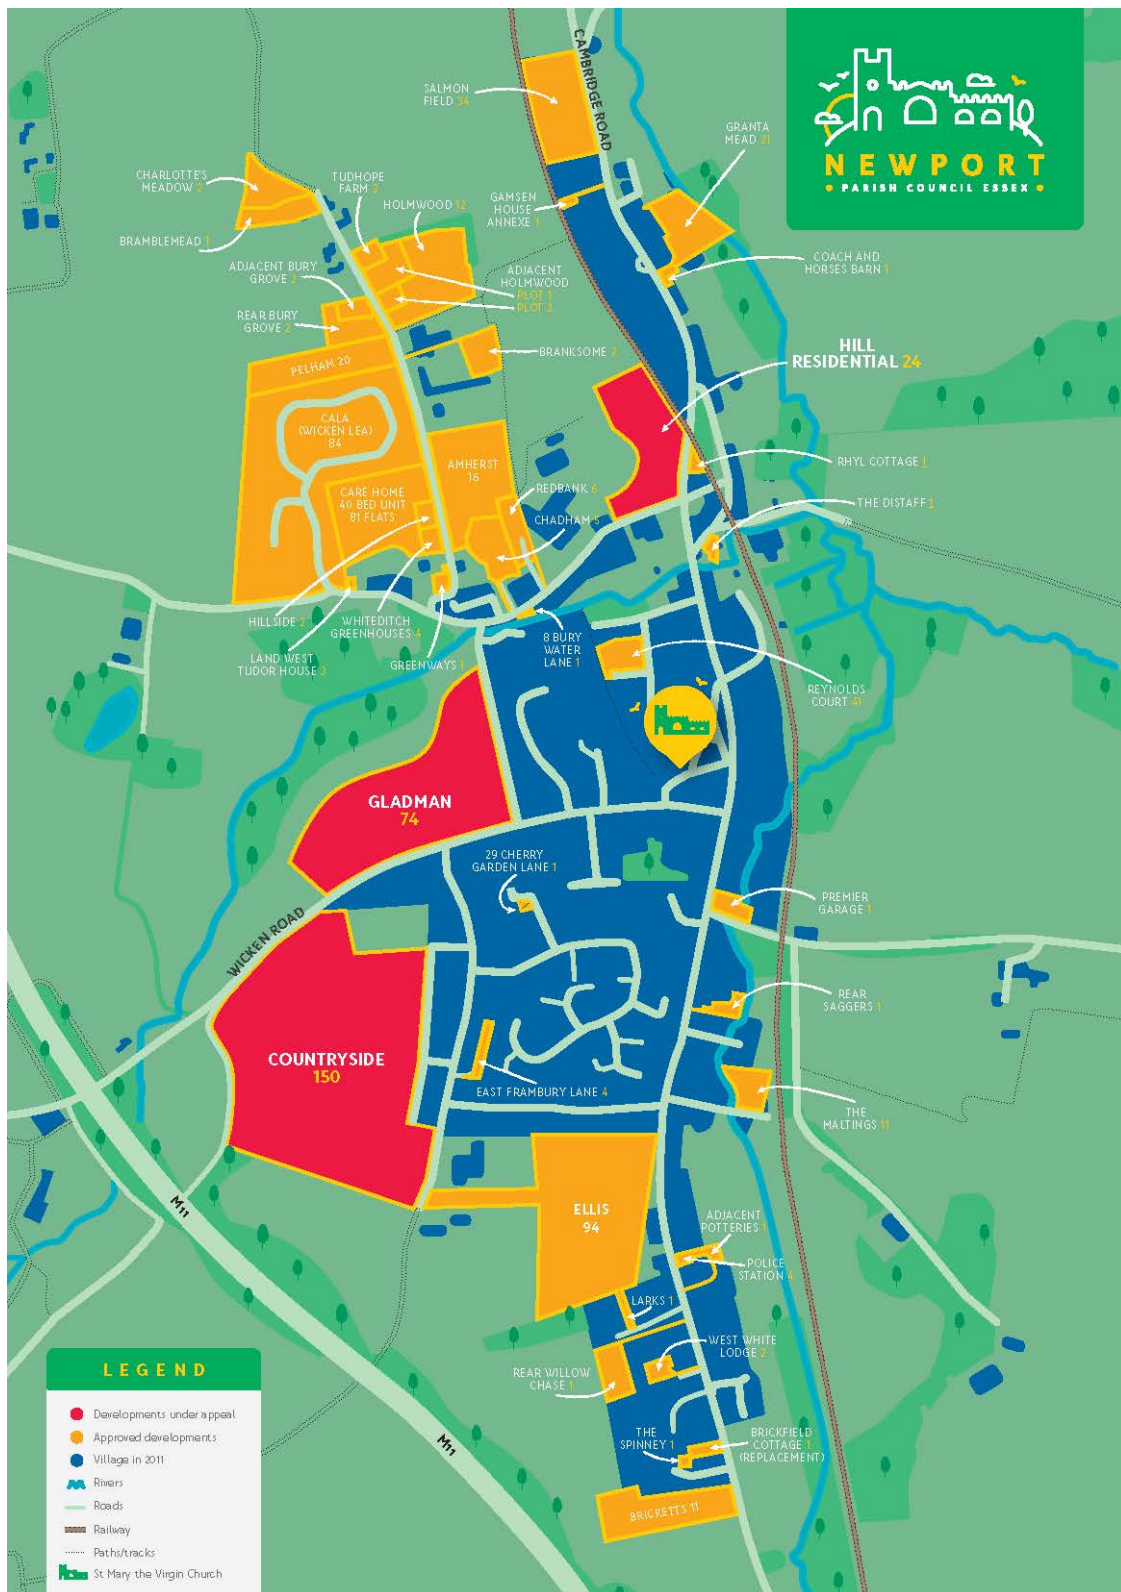 CAMBRIDGE ROAD
NEWPORT
• PARISH COUNCIL ESSEX •
SALMON
FIELD 34
GRANTA
MEAD 21
CHARLOTTE'S
MEADOW 2
TUDHOPE
FARM 2
HOLMWOOD 12
GAMSEN
HOUSE
ANNEXE 1
BRAMBLEMEAD 1
ADJACENT BURY
GROVE 2
ADJACENT
HOLMWOOD
PLOT 1
PLOT 2
COACH AND
HORSES BARN 1
REAR BURY
GROVE 2
HILL
RESIDENTIAL 24
BRANKSOME 2
PELHAM 20
CALA
(WICKEN LEA)
84
AMHERST
16
RHYL COTTAGE 1
CARE HOME
40 BED UNIT
81 FLATS
REDBANK 6
THE DISTAFF 1
CHADHAM 5
HILLSIDE 2
WHITEDITCH
GREENHOUSES 4
8 BURY
WATER
LANE 1
LAND WEST
TUDOR HOUSE 3
GREENWAYS 1
REYNOLDS
COURT 41
GLADMAN
74
29 CHERRY
GARDEN LANE 1
PREMIER
GARAGE 1
WICKEN ROAD
REAR
SAGGERS 1
COUNTRYSIDE
150
EAST FRAMBURY LANE 4
THE
MALTINGS 11
M11
ELLIS
94
ADJACENT
POTTERIES 1
POLICE
STATION 4
LARKS 1
WEST WHITE
LODGE 2
REAR WILLOW
CHASE 1
THE
SPINNEY 1
BRICKFIELD
COTTAGE 1
(REPLACEMENT)
M11
BRICKETTS 11
LEGEND
Developments under appeal
Approved developments
Village in 2011
Rivers
Roads
Railway
Paths/tracks
St Mary the Virgin Church